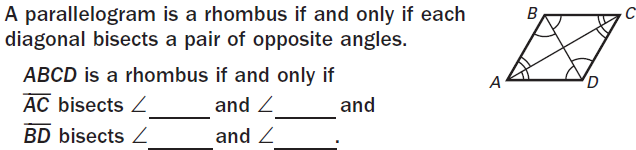 A parallelogram is a rhombus if and only if each
diagonal bisects a pair of opposite angles.
ABCD is a rhombus if and only if
AC bisects ∠______ and ∠______ and
BD bisects ∠______ and ∠______.
B
C
A
D